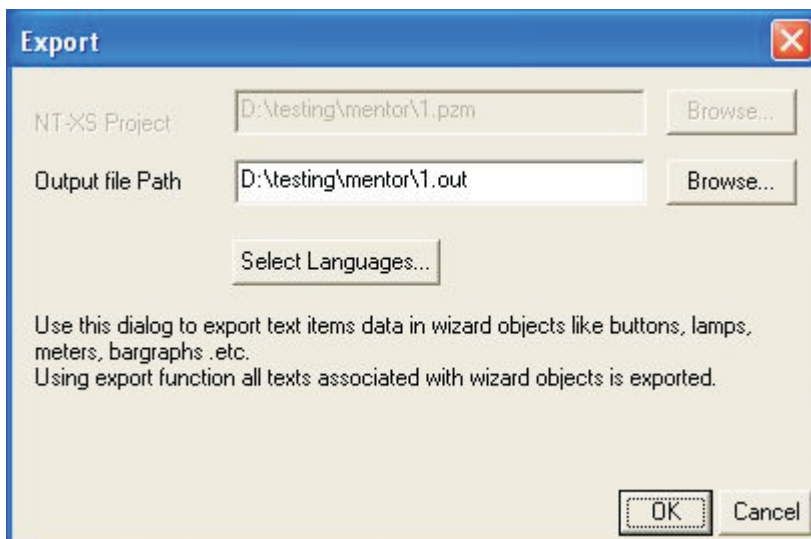 Export
NT-XS Project D:\testing\mentor\1.pzm Browse...
Output file Path D:\testing\mentor\1.out Browse...
Select Languages...
Use this dialog to export text items data in wizard objects like buttons, lamps,
meters, bargraphs .etc.
Using export function all texts associated with wizard objects is exported.
OK Cancel